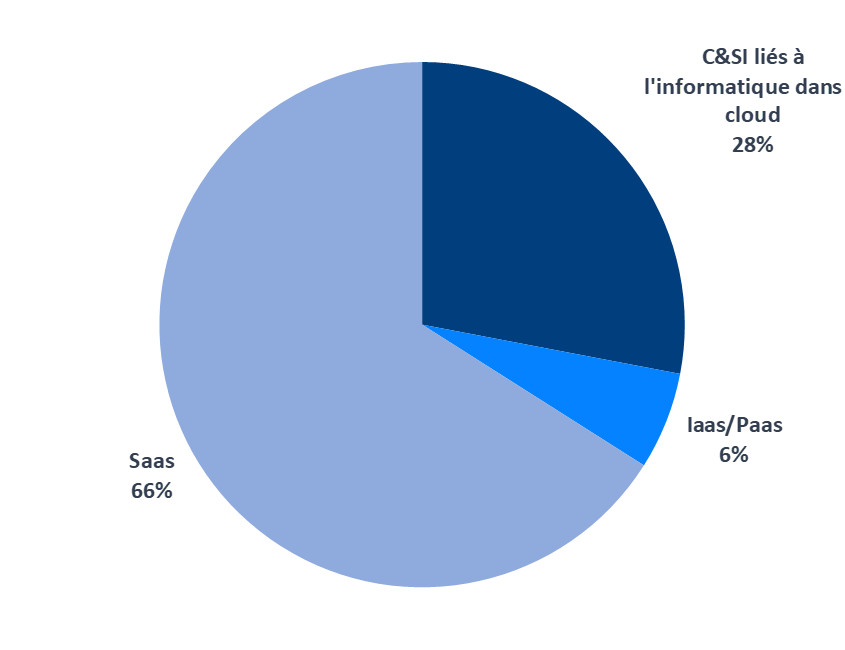 C&SI liés à
l'informatique dans
cloud
28%
Iaas/Paas
6%
Saas
66%